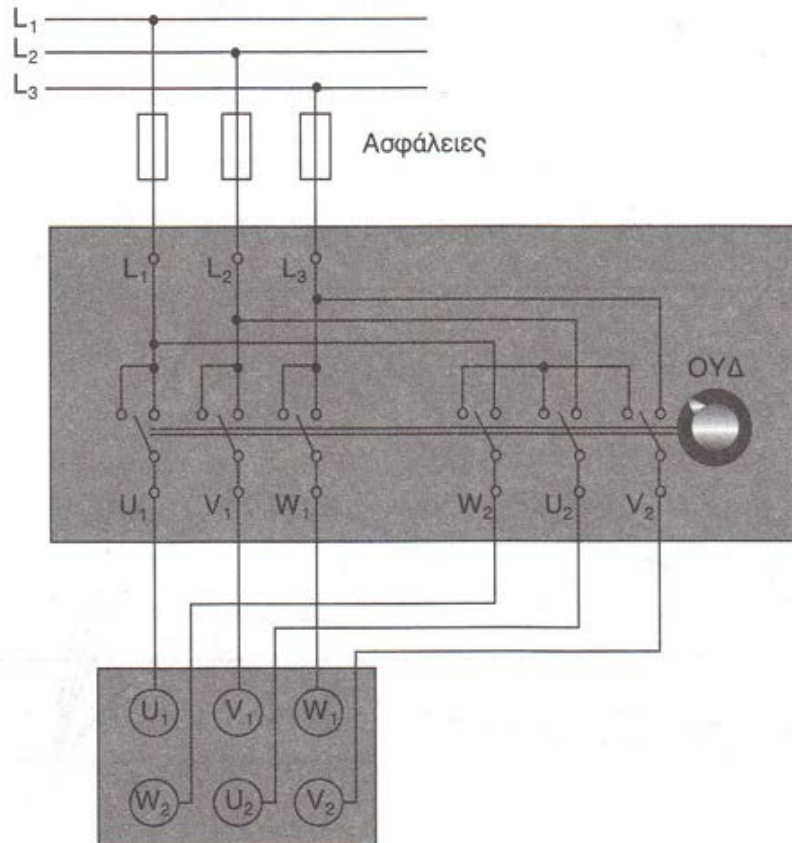 L₁
L₂
L₃
Ασφάλειες
L₁ L₂ L₃
ΟΥΔ
U₁ V₁ W₁ W₂ U₂ V₂
U₁ V₁ W₁
W₂ U₂ V₂